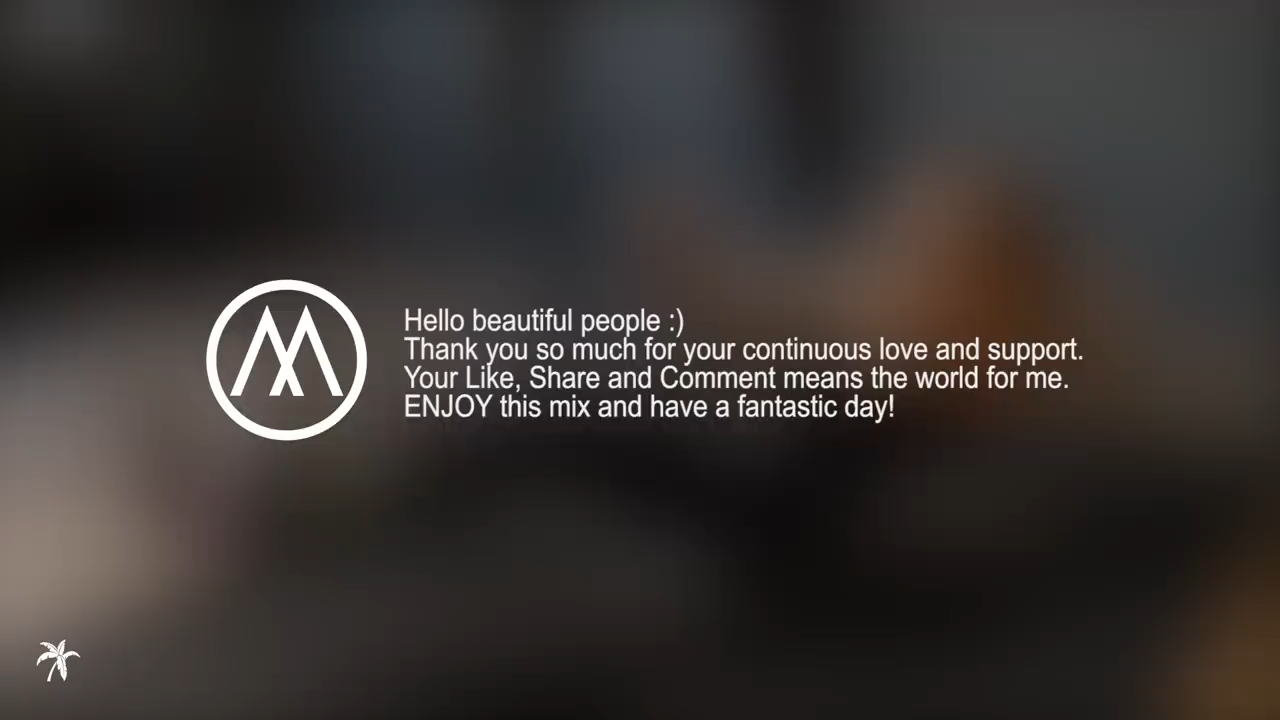 Hello beautiful people :)
Thank you so much for your continuous love and support.
Your Like, Share and Comment means the world for me.
ENJOY this mix and have a fantastic day!